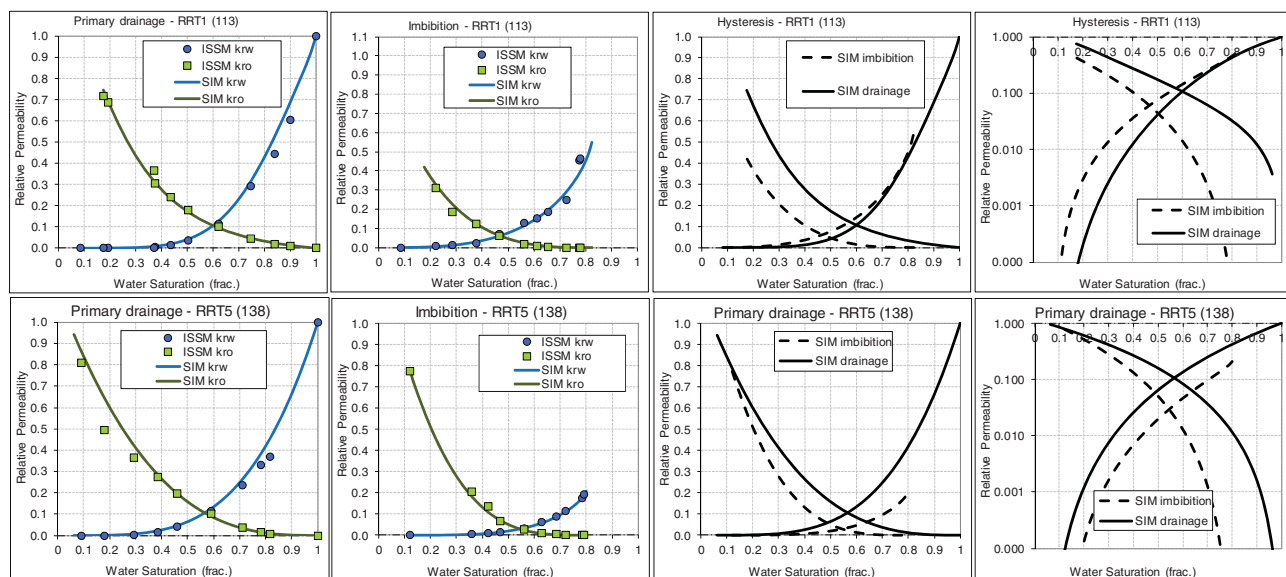 Primary drainage - RRT1 (113)
Relative Permeability
1.0
0.9
0.8
0.7
0.6
0.5
0.4
0.3
0.2
0.1
0.0
ISSM krw
ISSM kro
SIM krw
SIM kro
0 0.1 0.2 0.3 0.4 0.5 0.6 0.7 0.8 0.9 1
Water Saturation (frac.)
Imbibition - RRT1 (113)
Relative Permeability
1.0
0.9
0.8
0.7
0.6
0.5
0.4
0.3
0.2
0.1
0.0
ISSM krw
ISSM kro
SIM krw
SIM kro
0 0.1 0.2 0.3 0.4 0.5 0.6 0.7 0.8 0.9 1
Water Saturation (frac.)
Hysteresis - RRT1 (113)
Relative Permeability
1.0
0.9
0.8
0.7
0.6
0.5
0.4
0.3
0.2
0.1
0.0
SIM imbibition
SIM drainage
0 0.1 0.2 0.3 0.4 0.5 0.6 0.7 0.8 0.9 1
Water Saturation (frac.)
Hysteresis - RRT1 (113)
Relative Permeability
1.000
0.100
0.010
0.001
0.000
0 0.1 0.2 0.3 0.4 0.5 0.6 0.7 0.8 0.9 1
SIM imbibition
SIM drainage
Water Saturation (frac.)
Primary drainage - RRT5 (138)
Relative Permeability
1.0
0.9
0.8
0.7
0.6
0.5
0.4
0.3
0.2
0.1
0.0
ISSM krw
ISSM kro
SIM krw
SIM kro
0 0.1 0.2 0.3 0.4 0.5 0.6 0.7 0.8 0.9 1
Water Saturation (frac.)
Imbibition - RRT5 (138)
Relative Permeability
1.0
0.9
0.8
0.7
0.6
0.5
0.4
0.3
0.2
0.1
0.0
ISSM krw
ISSM kro
SIM krw
SIM kro
0 0.1 0.2 0.3 0.4 0.5 0.6 0.7 0.8 0.9 1
Water Saturation (frac.)
Primary drainage - RRT5 (138)
Relative Permeability
1.0
0.9
0.8
0.7
0.6
0.5
0.4
0.3
0.2
0.1
0.0
SIM imbibition
SIM drainage
0 0.1 0.2 0.3 0.4 0.5 0.6 0.7 0.8 0.9 1
Water Saturation (frac.)
Primary drainage - RRT5 (138)
Relative Permeability
1.000
0.100
0.010
0.001
0.000
0 0.1 0.2 0.3 0.4 0.5 0.6 0.7 0.8 0.9 1
SIM imbibition
SIM drainage
Water Saturation (frac.)